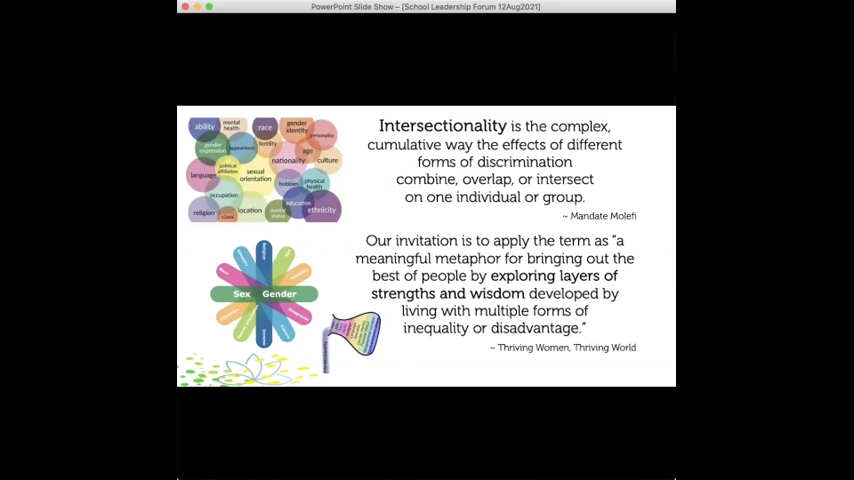 PowerPoint Slide Show – [School Leadership Forum 12Aug2021]
ability
mental
health
race
gender
identity
personality
gender
expression
appearance
fertility
age
nationality
culture
political
affiliation
language
sexual
orientation
hobbies
physical
health
occupation
education
religion
class
location
marital
status
ethnicity
Intersectionality is the complex,
cumulative way the effects of different
forms of discrimination
combine, overlap, or intersect
on one individual or group.
~ Mandate Molefi
Sex Gender
Religion
Our invitation is to apply the term as “a
meaningful metaphor for bringing out the
best of people by exploring layers of
strengths and wisdom developed by
living with multiple forms of
inequality or disadvantage.”
~ Thriving Women, Thriving World